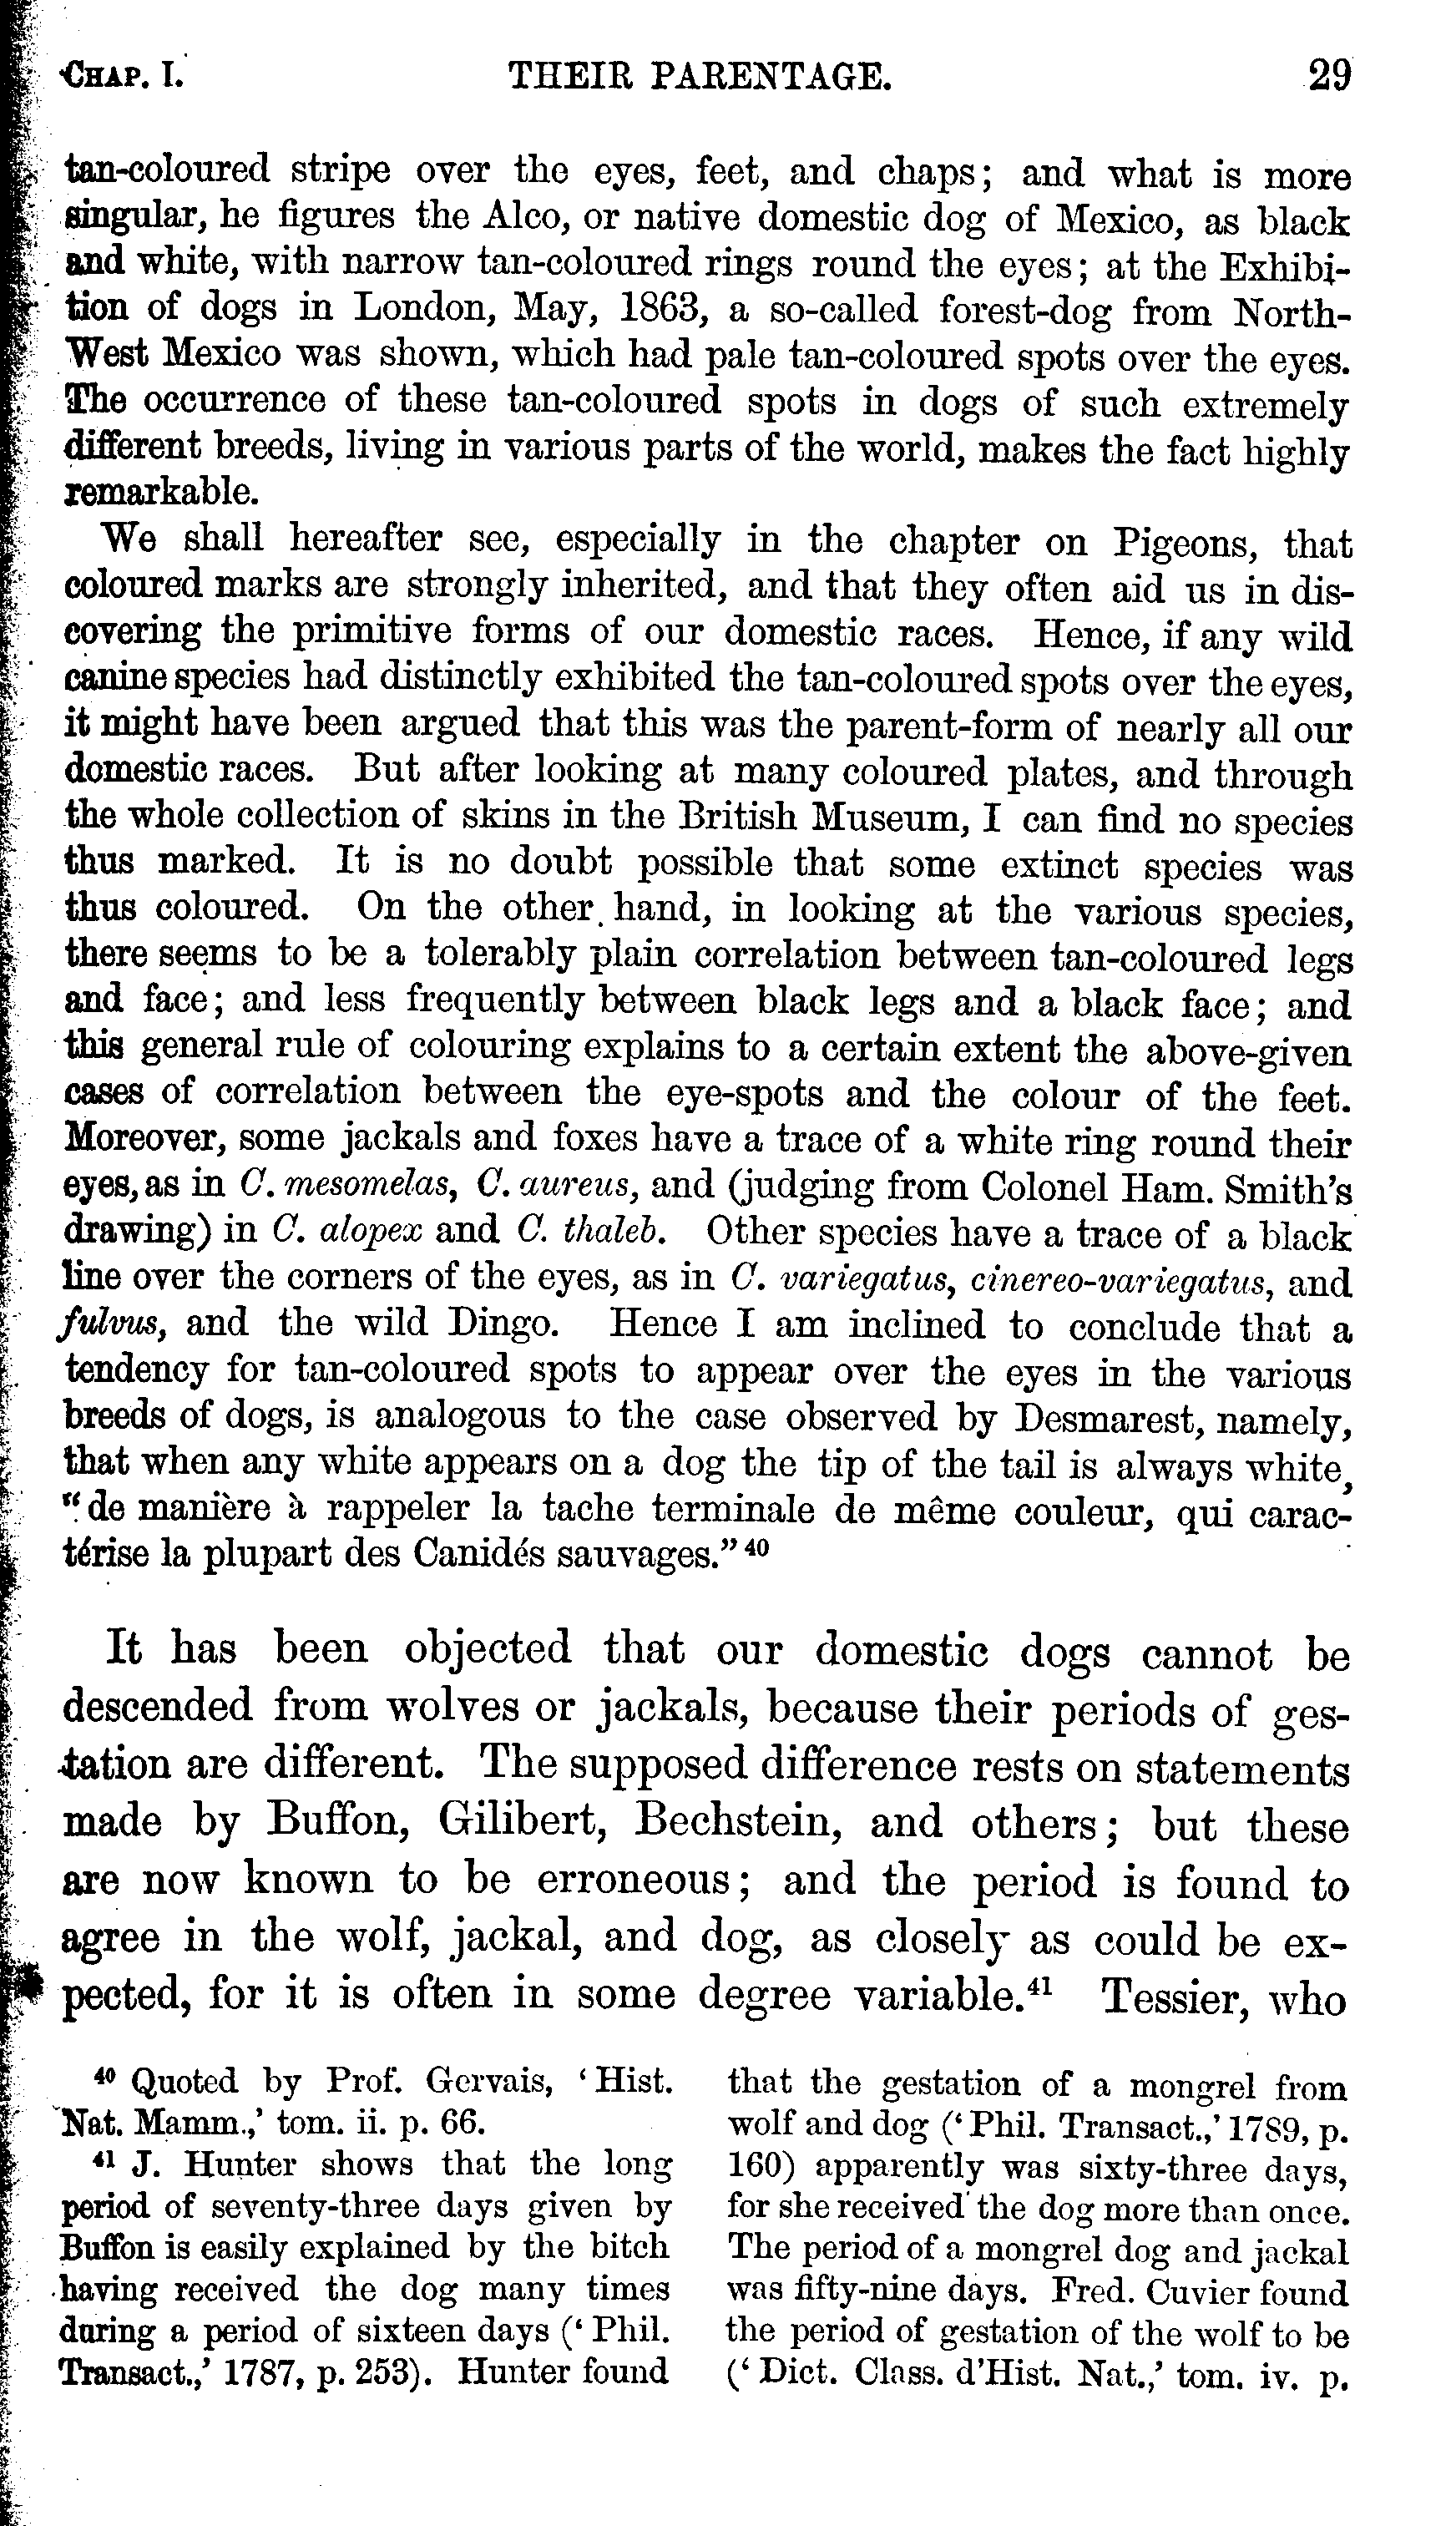 CHAP. I. THEIR PARENTAGE. 29
tan-coloured stripe over the eyes, feet, and chaps; and what is more
singular, he figures the Alco, or native domestic dog of Mexico, as black
and white, with narrow tan-coloured rings round the eyes; at the Exhibi-
tion of dogs in London, May, 1863, a so-called forest-dog from North-
West Mexico was shown, which had pale tan-coloured spots over the eyes.
The occurrence of these tan-coloured spots in dogs of such extremely
different breeds, living in various parts of the world, makes the fact highly
remarkable.
We shall hereafter see, especially in the chapter on Pigeons, that
coloured marks are strongly inherited, and that they often aid us in dis-
covering the primitive forms of our domestic races. Hence, if any wild
canine species had distinctly exhibited the tan-coloured spots over the eyes,
it might have been argued that this was the parent-form of nearly all our
domestic races. But after looking at many coloured plates, and through
the whole collection of skins in the British Museum, I can find no species
thus marked. It is no doubt possible that some extinct species was
thus coloured. On the other hand, in looking at the various species,
there seems to be a tolerably plain correlation between tan-coloured legs
and face; and less frequently between black legs and a black face; and
this general rule of colouring explains to a certain extent the above-given
cases of correlation between the eye-spots and the colour of the feet.
Moreover, some jackals and foxes have a trace of a white ring round their
eyes, as in C. mesomelas, C. aureus, and (judging from Colonel Ham. Smith's
drawing) in C. alopex and C. thaleb. Other species have a trace of a black
line over the corners of the eyes, as in C. variegatus, cinereo-variegatus, and
fulvus, and the wild Dingo. Hence I am inclined to conclude that a
tendency for tan-coloured spots to appear over the eyes in the various
breeds of dogs, is analogous to the case observed by Desmarest, namely,
that when any white appears on a dog the tip of the tail is always white,
"de manière à rappeler la tache terminale de même couleur, qui carac-
térise la plupart des Canidés sauvages." 40
It has been objected that our domestic dogs cannot be
descended from wolves or jackals, because their periods of ges-
tation are different. The supposed difference rests on statements
made by Buffon, Gilibert, Bechstein, and others; but these
are now known to be erroneous; and the period is found to
agree in the wolf, jackal, and dog, as closely as could be ex-
pected, for it is often in some degree variable.41 Tessier, who
40 Quoted by Prof. Gervais, 'Hist.
Nat. Mamm.,' tom. ii. p. 66.
41 J. Hunter shows that the long
period of seventy-three days given by
Buffon is easily explained by the bitch
having received the dog many times
during a period of sixteen days ('Phil.
Transact.,' 1787, p. 253). Hunter found
that the gestation of a mongrel from
wolf and dog ('Phil. Transact.,' 1789, p.
160) apparently was sixty-three days,
for she received the dog more than once.
The period of a mongrel dog and jackal
was fifty-nine days. Fred. Cuvier found
the period of gestation of the wolf to be
('Dict. Class. d'Hist. Nat.,' tom. iv. p.